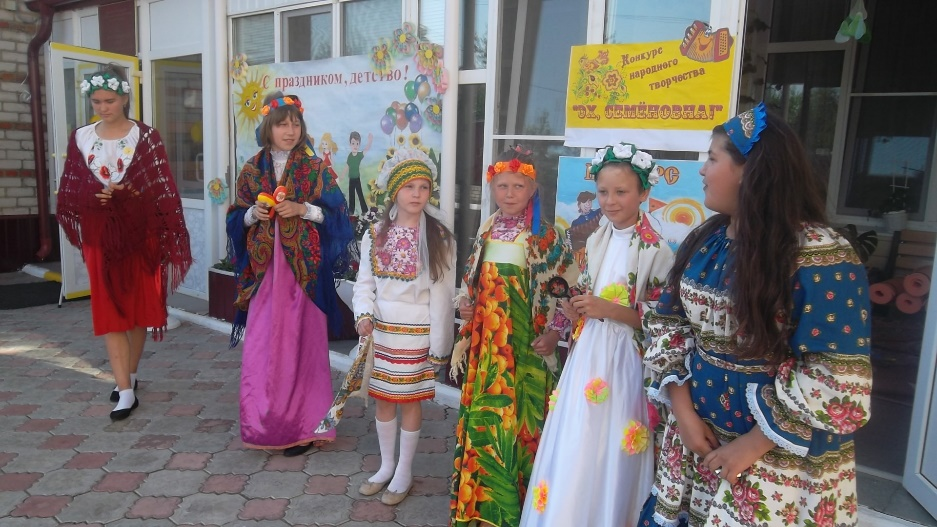 С праздником, детство!
Конкурс
народного
творчества
"ЭХ, СЕМЁНОВНА!"